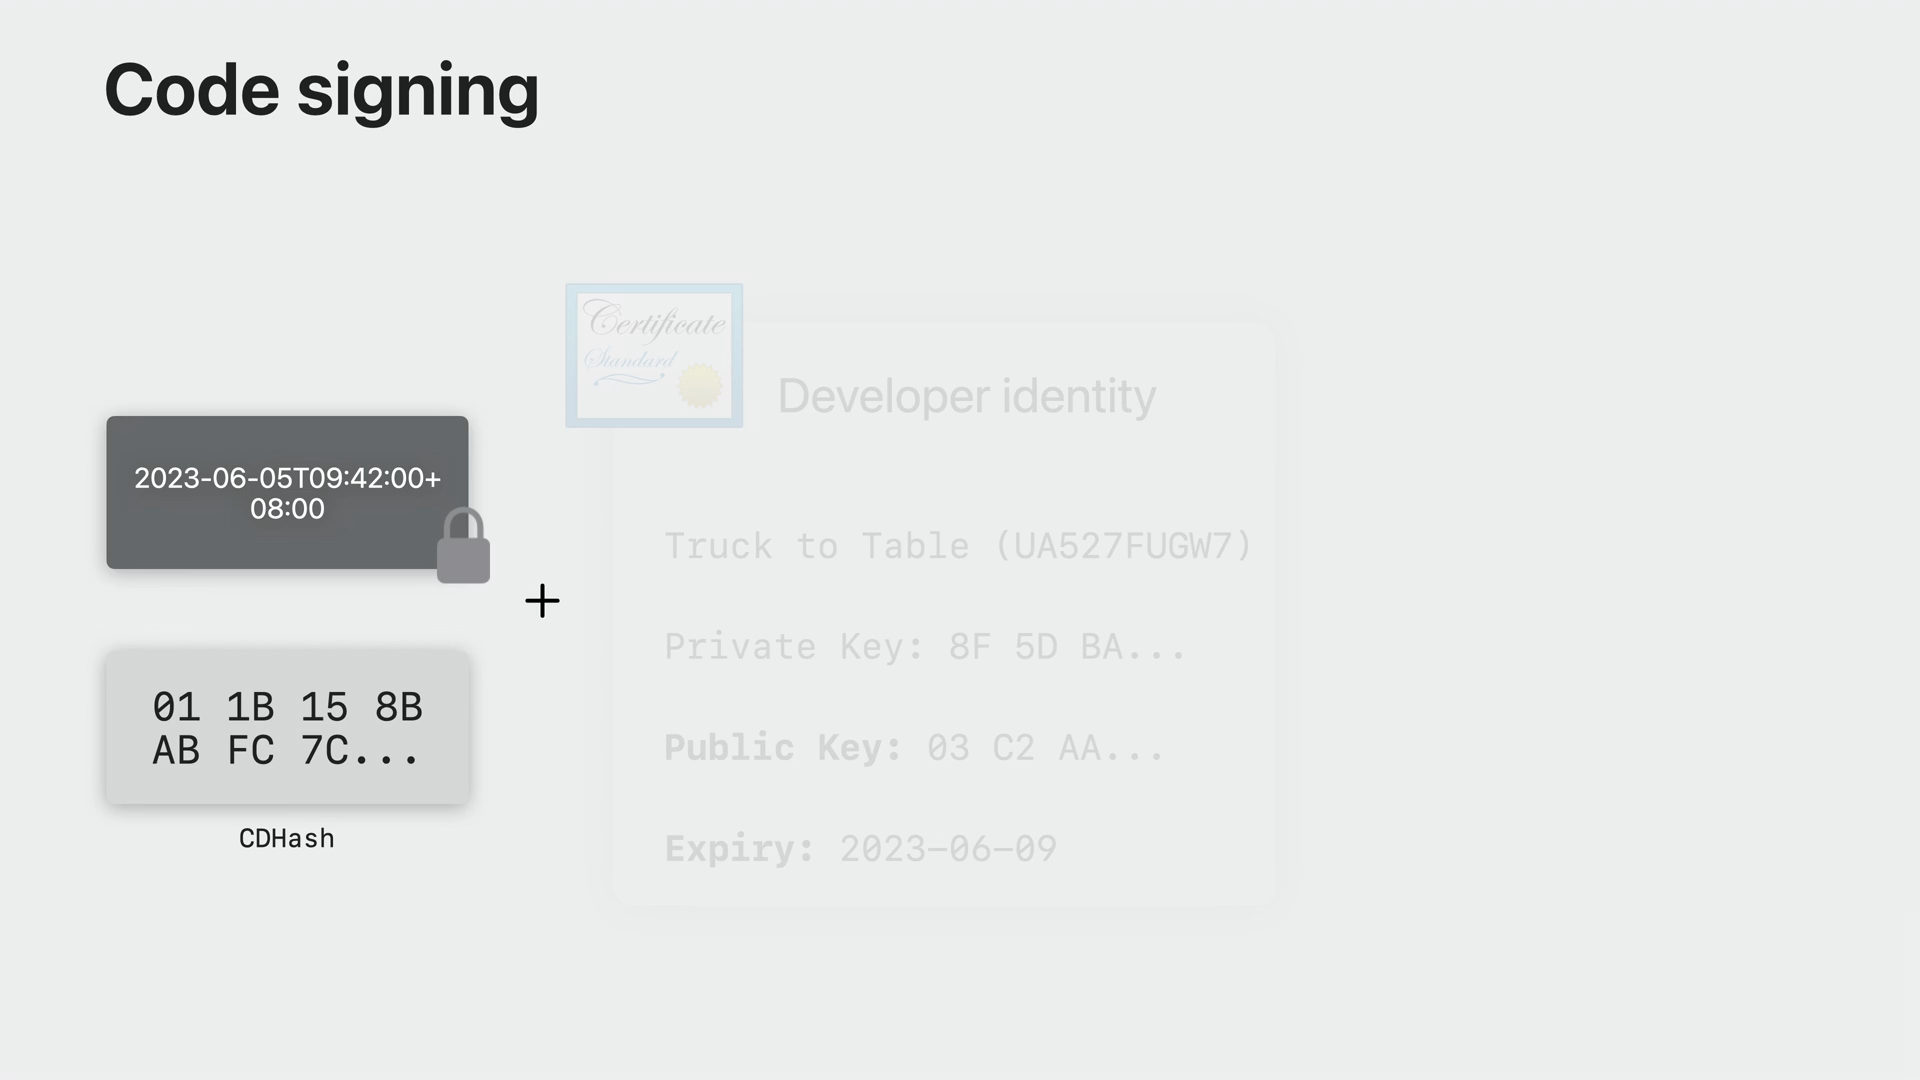 Code signing
2023-06-05T09:42:00+
08:00
01 1B 15 8B
AB FC 7C...
CDHash
Certificate
Standard
Developer identity
Truck to Table (UA527FUGW7)
Private Key: 8F 5D BA...
Public Key: 03 C2 AA...
Expiry: 2023–06–09